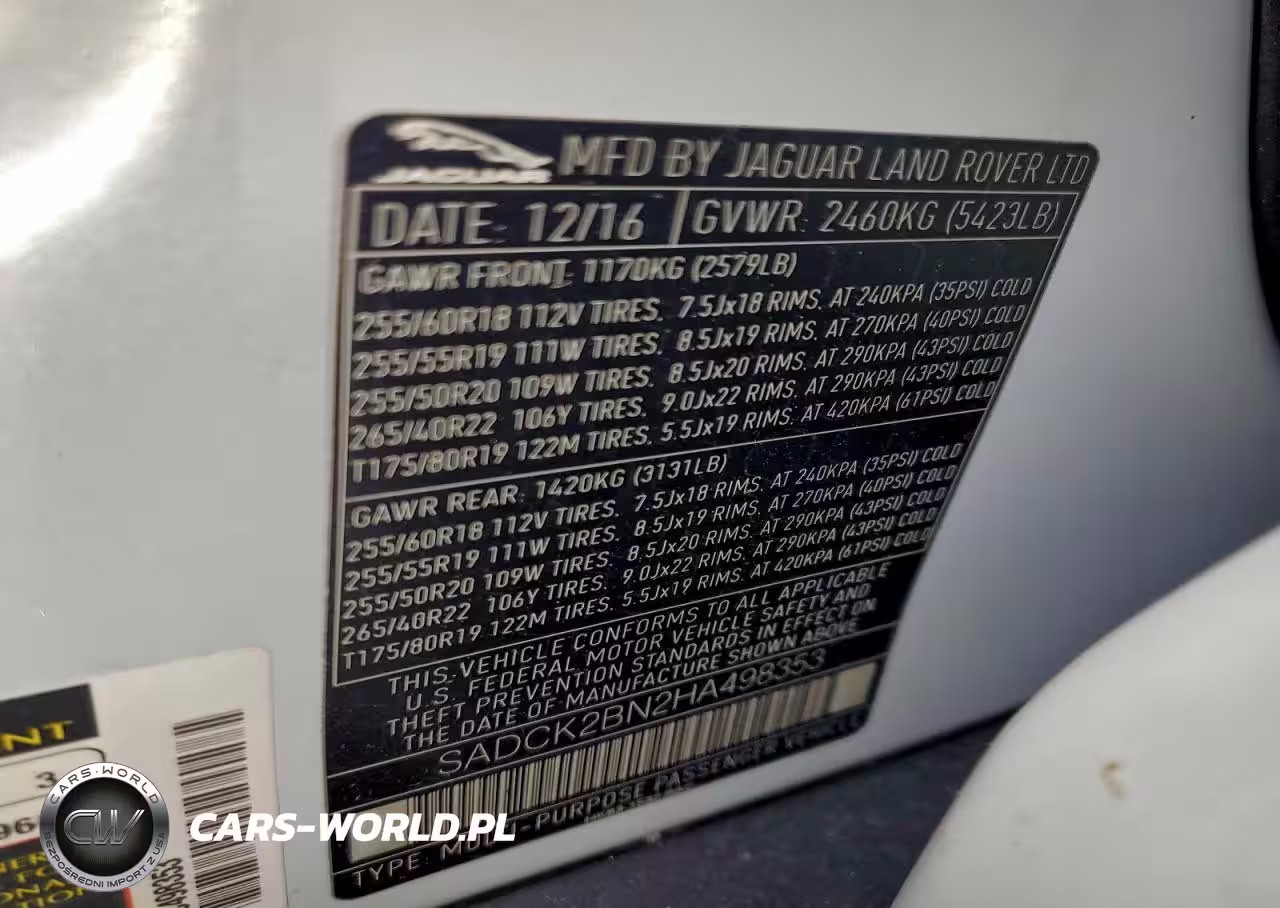 JAGUAR MFD BY JAGUAR LAND ROVER LTD
DATE: 12/16 GVWR: 2460KG (5423LB)
GAWR FRONT: 1170KG (2579LB)
255/60R18 112V TIRES. 7.5Jx18 RIMS. AT 240KPA (35PSI) COLD
255/55R19 111W TIRES. 8.5Jx19 RIMS. AT 270KPA (40PSI) COLD
255/50R20 109W TIRES. 8.5Jx20 RIMS. AT 290KPA (43PSI) COLD
265/40R22 106Y TIRES. 9.0Jx22 RIMS. AT 290KPA (43PSI) COLD
T175/80R19 122M TIRES. 5.5Jx19 RIMS. AT 420KPA (61PSI) COLD
GAWR REAR: 1420KG (3131LB)
255/60R18 112V TIRES. 7.5Jx18 RIMS. AT 240KPA (35PSI) COLD
255/55R19 111W TIRES. 8.5Jx19 RIMS. AT 270KPA (40PSI) COLD
255/50R20 109W TIRES. 8.5Jx20 RIMS. AT 290KPA (43PSI) COLD
265/40R22 106Y TIRES. 9.0Jx22 RIMS. AT 290KPA (43PSI) COLD
T175/80R19 122M TIRES. 5.5Jx19 RIMS. AT 420KPA (61PSI) COLD
THIS VEHICLE CONFORMS TO ALL APPLICABLE
U.S. FEDERAL MOTOR VEHICLE SAFETY AND
THEFT PREVENTION STANDARDS IN EFFECT ON
THE DATE OF MANUFACTURE SHOWN ABOVE
SADCK2BN2HA498353
TYPE: MULTI-PURPOSE PASSENGER VEHICLE
3
CARS-WORLD
CW
BEZPOŚREDNI IMPORT Z USA
CARS-WORLD.PL